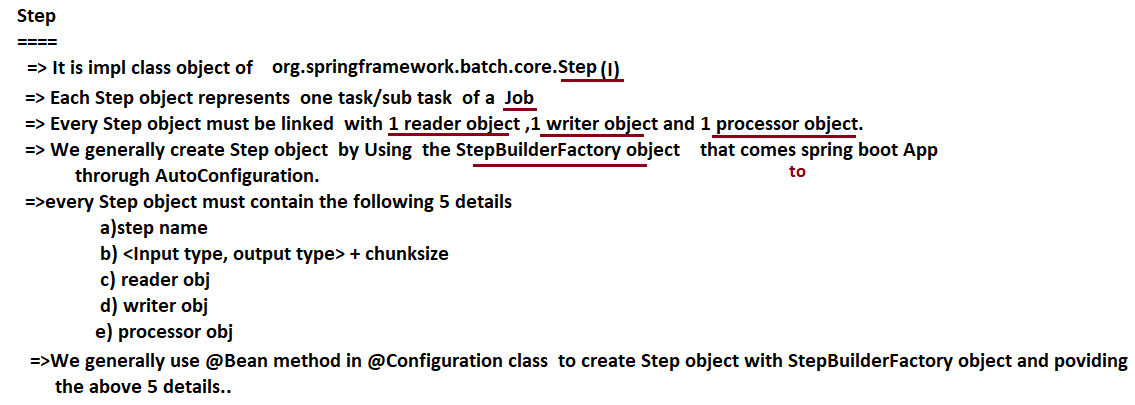 Step
====
=> It is impl class object of org.springframework.batch.core.Step (I)
=> Each Step object represents one task/sub task of a Job
=> Every Step object must be linked with 1 reader object ,1 writer object and 1 processor object.
=> We generally create Step object by Using the StepBuilderFactory object that comes spring boot App
to
throrugh AutoConfiguration.
=>every Step object must contain the following 5 details
a)step name
b) <Input type, output type> + chunksize
c) reader obj
d) writer obj
e) processor obj
=>We generally use @Bean method in @Configuration class to create Step object with StepBuilderFactory object and poviding
the above 5 details..